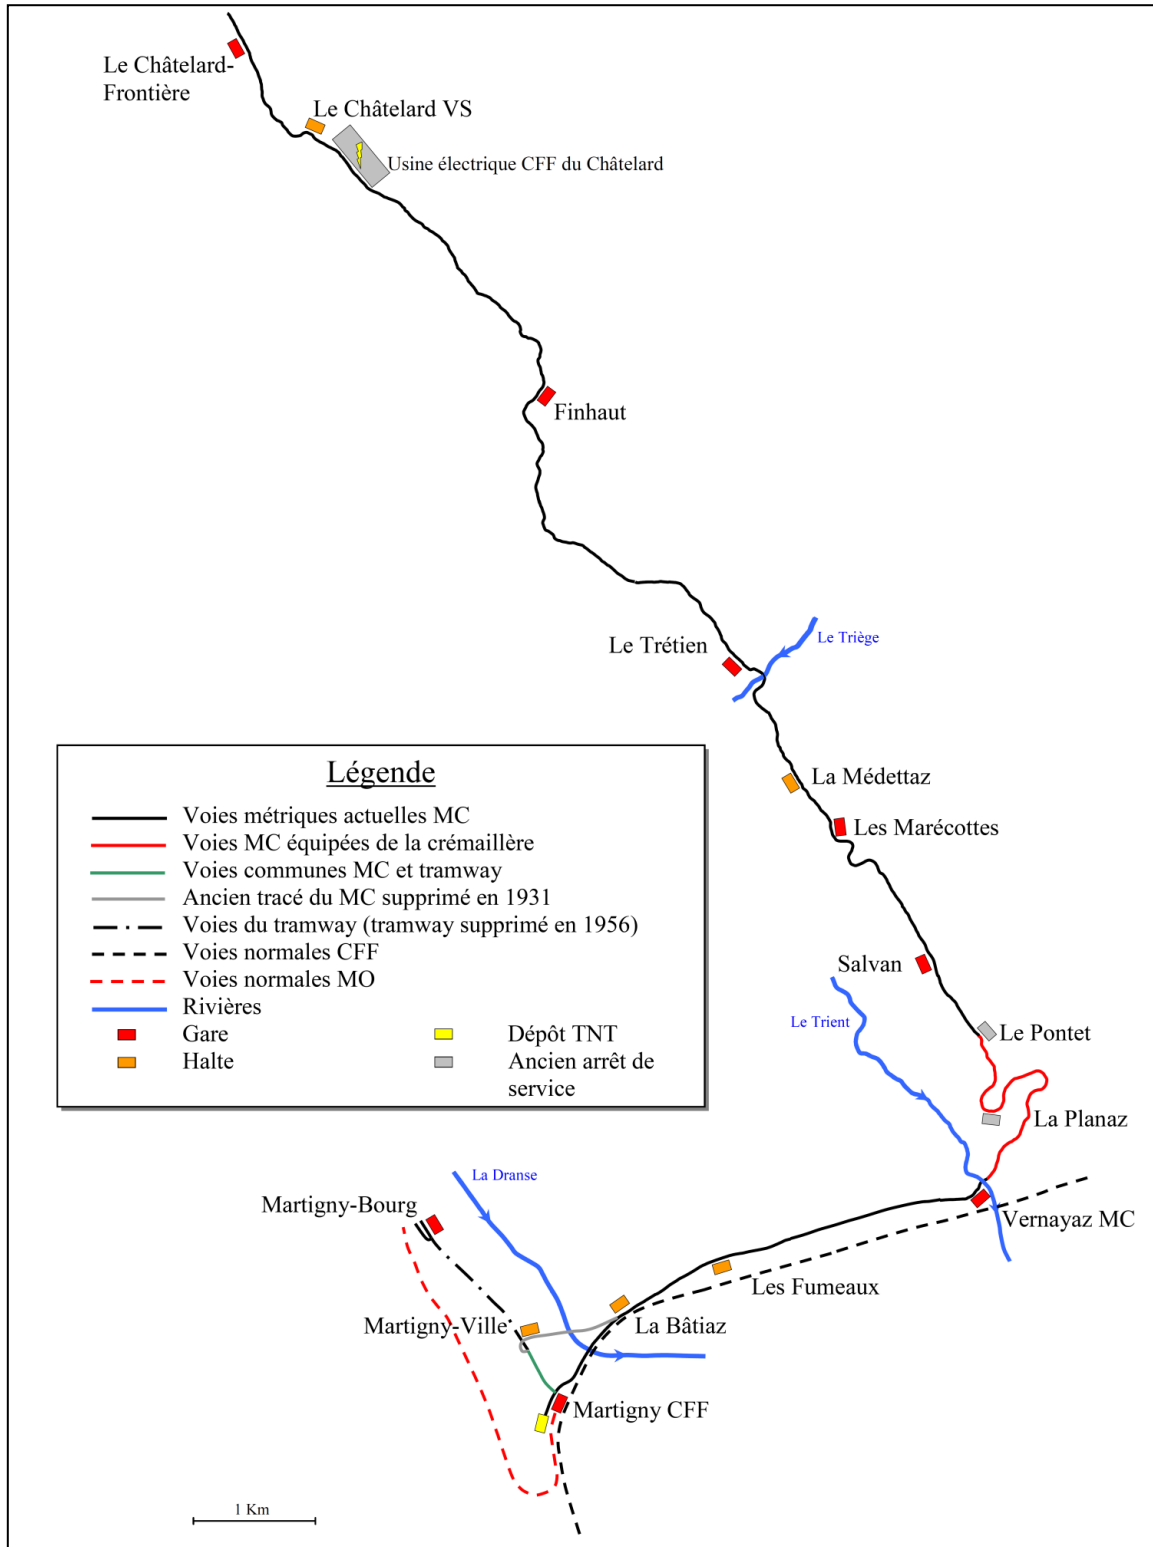 Le Châtelard-
Frontière
Le Châtelard VS
Usine électrique CFF du Châtelard
Finhaut
Le Trétien
Le Triège
La Médettaz
Les Marécottes
Salvan
Le Trient
Le Pontet
La Planaz
Vernayaz MC
Légende
Voies métriques actuelles MC
Voies MC équipées de la crémaillère
Voies communes MC et tramway
Ancien tracé du MC supprimé en 1931
Voies du tramway (tramway supprimé en 1956)
Voies normales CFF
Voies normales MO
Rivières
Gare
Halte
Dépôt TNT
Ancien arrêt de
service
La Dranse
Martigny-Bourg
Les Fumeaux
Martigny-Ville
La Bâtiaz
Martigny CFF
1 Km